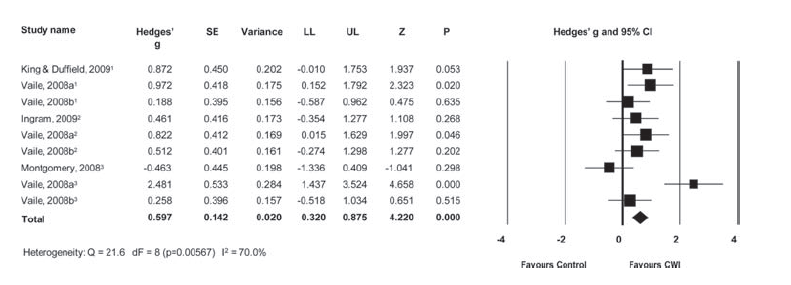 Study name Hedges' g SE Variance LL UL Z P Hedges' g and 95% CI
King & Duffield, 2009¹ 0.872 0.450 0.202 -0.010 1.753 1.937 0.053
Vaile, 2008a¹ 0.972 0.418 0.175 0.152 1.792 2.323 0.020
Vaile, 2008b¹ 0.188 0.395 0.156 -0.587 0.962 0.475 0.635
Ingram, 2009² 0.461 0.416 0.173 -0.354 1.277 1.108 0.268
Vaile, 2008a² 0.822 0.412 0.169 0.015 1.629 1.997 0.046
Vaile, 2008b² 0.512 0.401 0.161 -0.274 1.298 1.277 0.202
Montgomery, 2008³ -0.463 0.445 0.198 -1.336 0.409 -1.041 0.298
Vaile, 2008a³ 2.481 0.533 0.284 1.437 3.524 4.658 0.000
Vaile, 2008b³ 0.258 0.396 0.157 -0.518 1.034 0.651 0.515
Total 0.597 0.142 0.020 0.320 0.875 4.220 0.000
-4 -2 0 2 4
Heterogeneity: Q = 21.6 dF = 8 (p=0.00567) I² = 70.0%
Favours Control Favours CWI